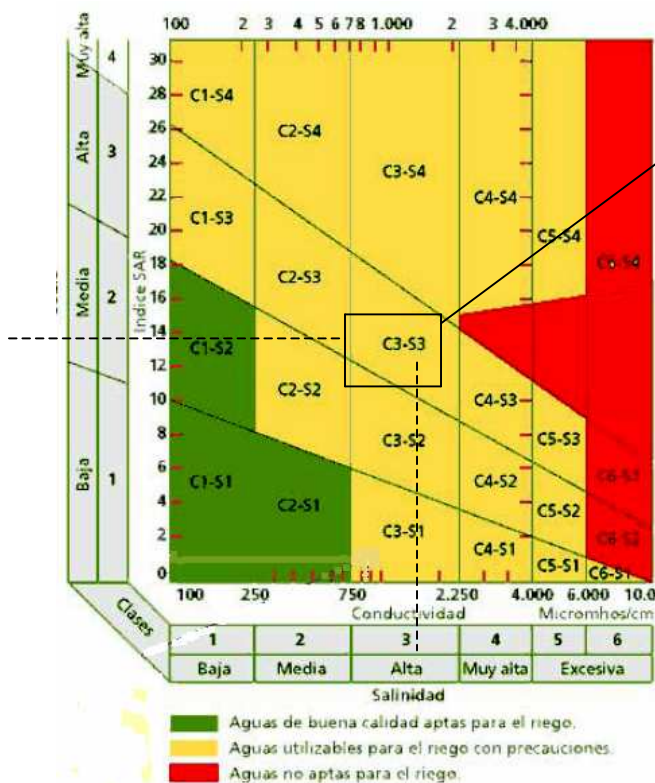 100 2 3 4 5 6 7 8 1.000 2 3 4.000
Muy alta 4
Alta 3
Media 2
Baja 1
Indice SAR
30
28
26
24
22
20
18
16
14
12
10
8
6
4
2
0
C1-S4
C2-S4
C3-S4
C4-S4
C5-S4
C6-S4
C1-S3
C2-S3
C3-S3
C4-S3
C5-S3
C6-S3
C1-S2
C2-S2
C3-S2
C4-S2
C5-S2
C6-S2
C1-S1
C2-S1
C3-S1
C4-S1
C5-S1
C6-S1
100 250 750 2.250 4.000 6.000 10.0
Conductividad Micromhos/cm
Clases
1 2 3 4 5 6
Baja Media Alta Muy alta Excesiva
Salinidad
Aguas de buena calidad aptas para el riego.
Aguas utilizables para el riego con precauciones.
Aguas no aptas para el riego.